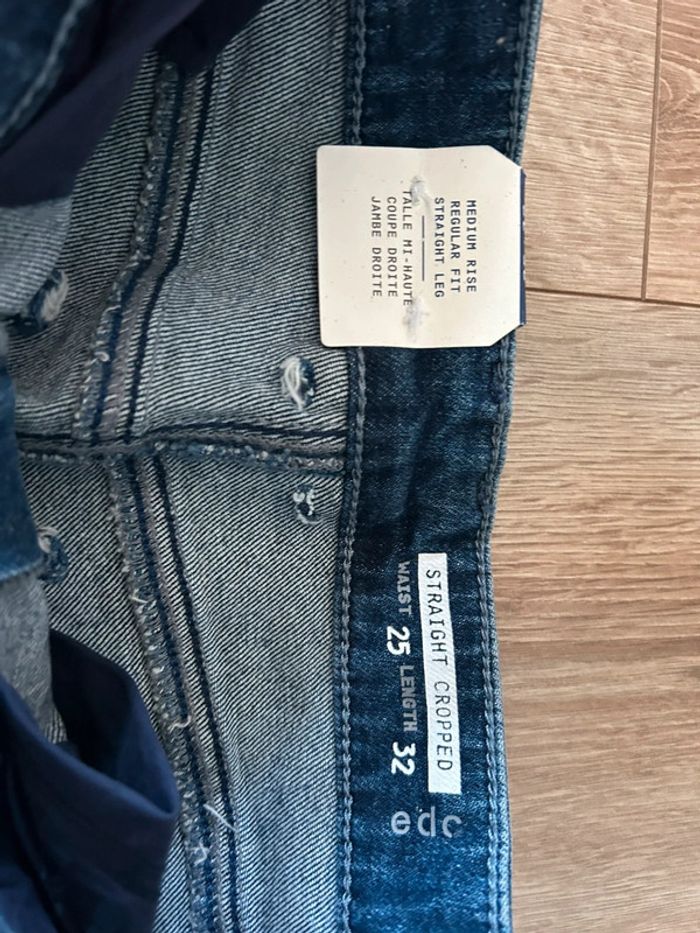 MEDIUM RISE
REGULAR FIT
STRAIGHT LEG
TALLE MI-HAUTE
COUPE DROITE
JAMBE DROITE
STRAIGHT CROPPED
WAIST 25 LENGTH 32
edc